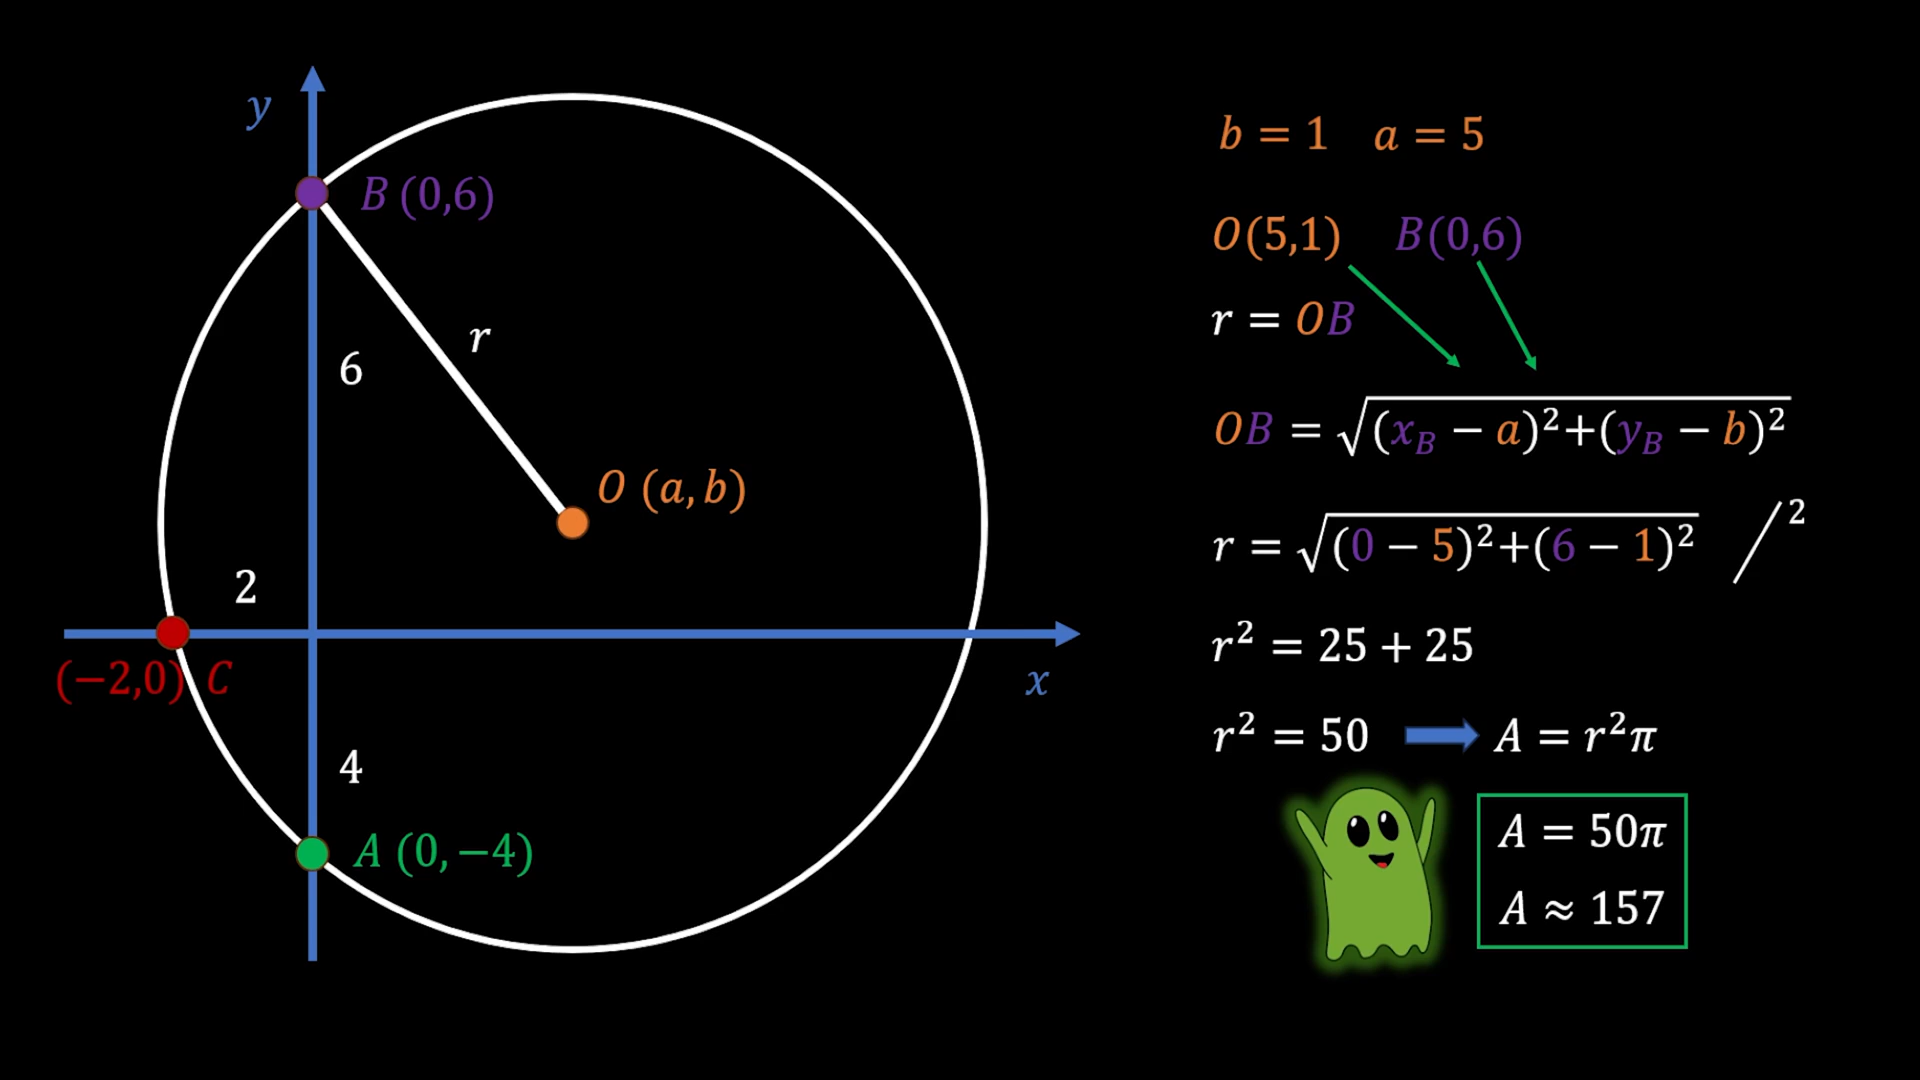 y
B (0,6)
r
6
O (a, b)
2
(−2,0) C
x
4
A (0, −4)
b = 1 a = 5
O(5,1) B(0,6)
r = OB
OB = √(x_B − a)²+(y_B − b)²
r = √(0 − 5)²+(6 − 1)² / ²
r² = 25 + 25
r² = 50 A = r²π
A = 50π
A ≈ 157